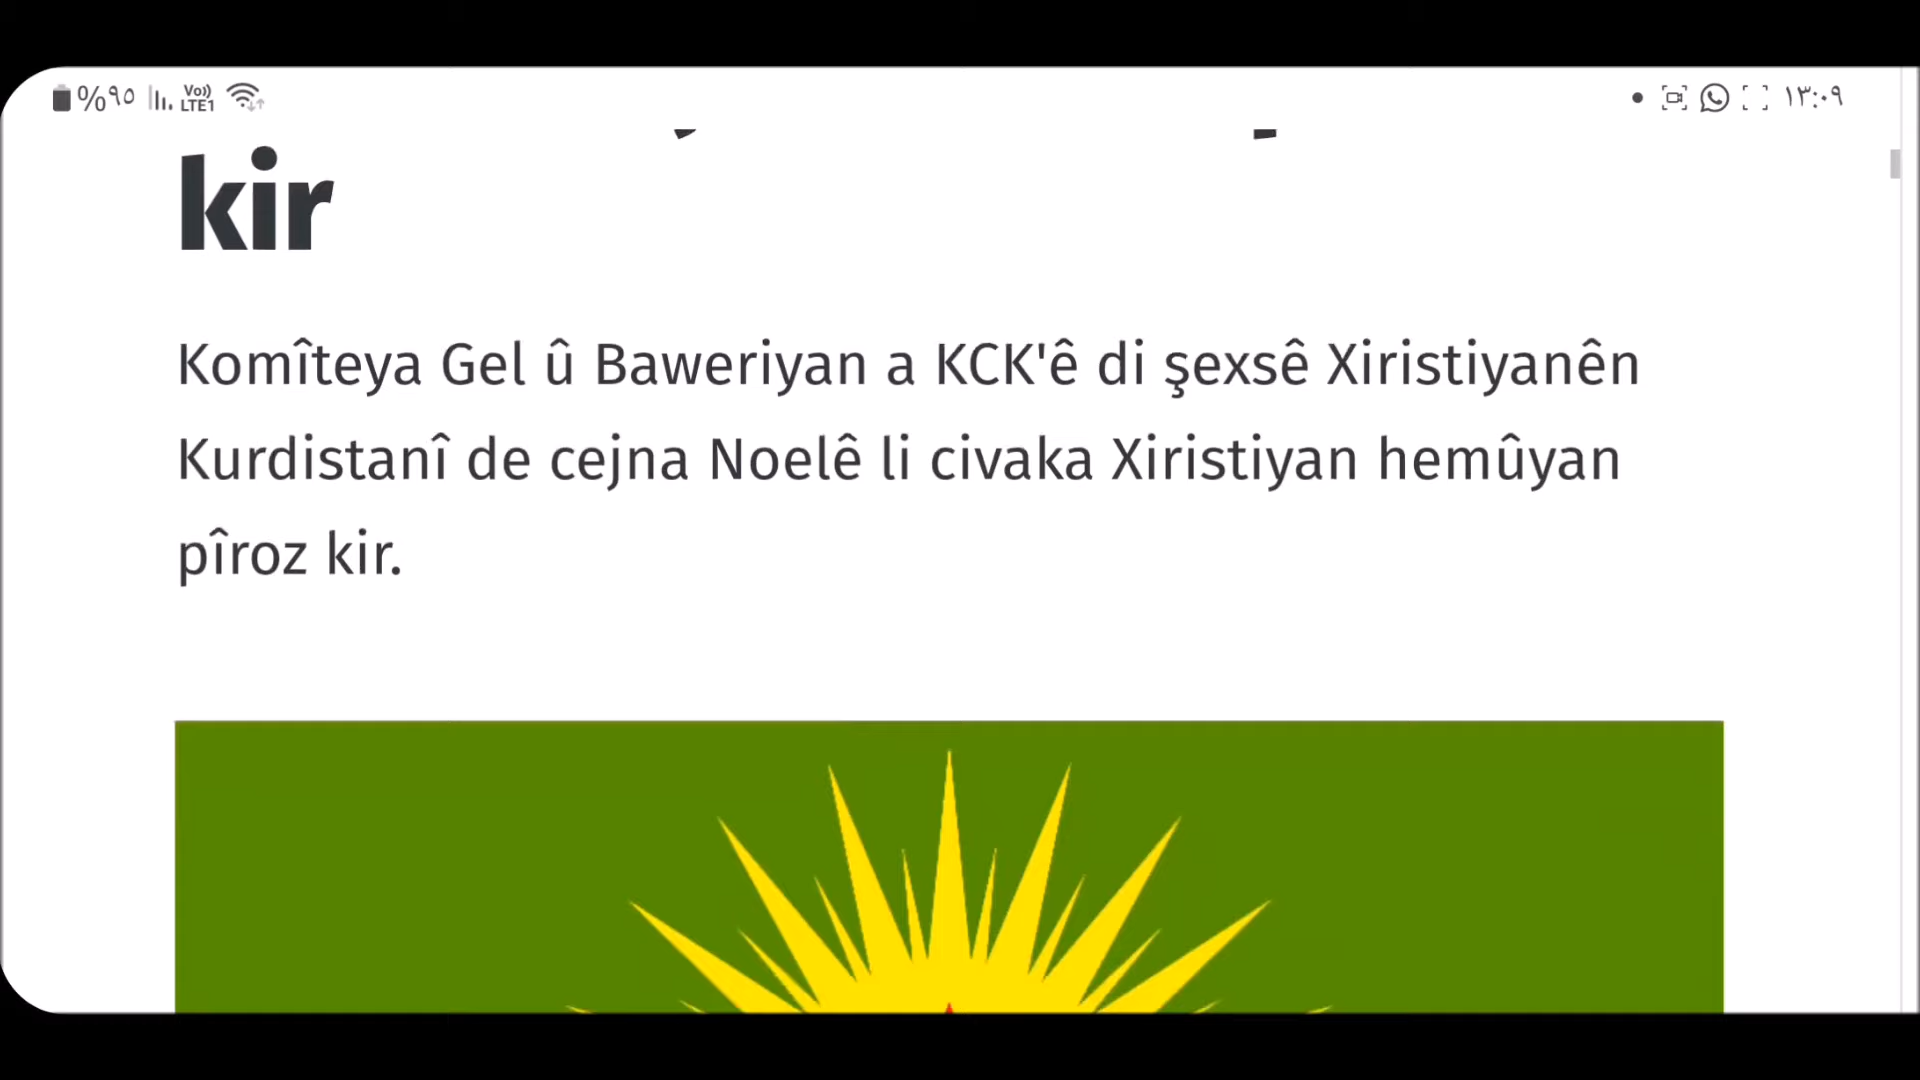 %٩٥ Vo)) LTE1 ١٣:٠٩
kir
Komîteya Gel û Baweriyan a KCK'ê di şexsê Xiristiyanên
Kurdistanî de cejna Noelê li civaka Xiristiyan hemûyan
pîroz kir.